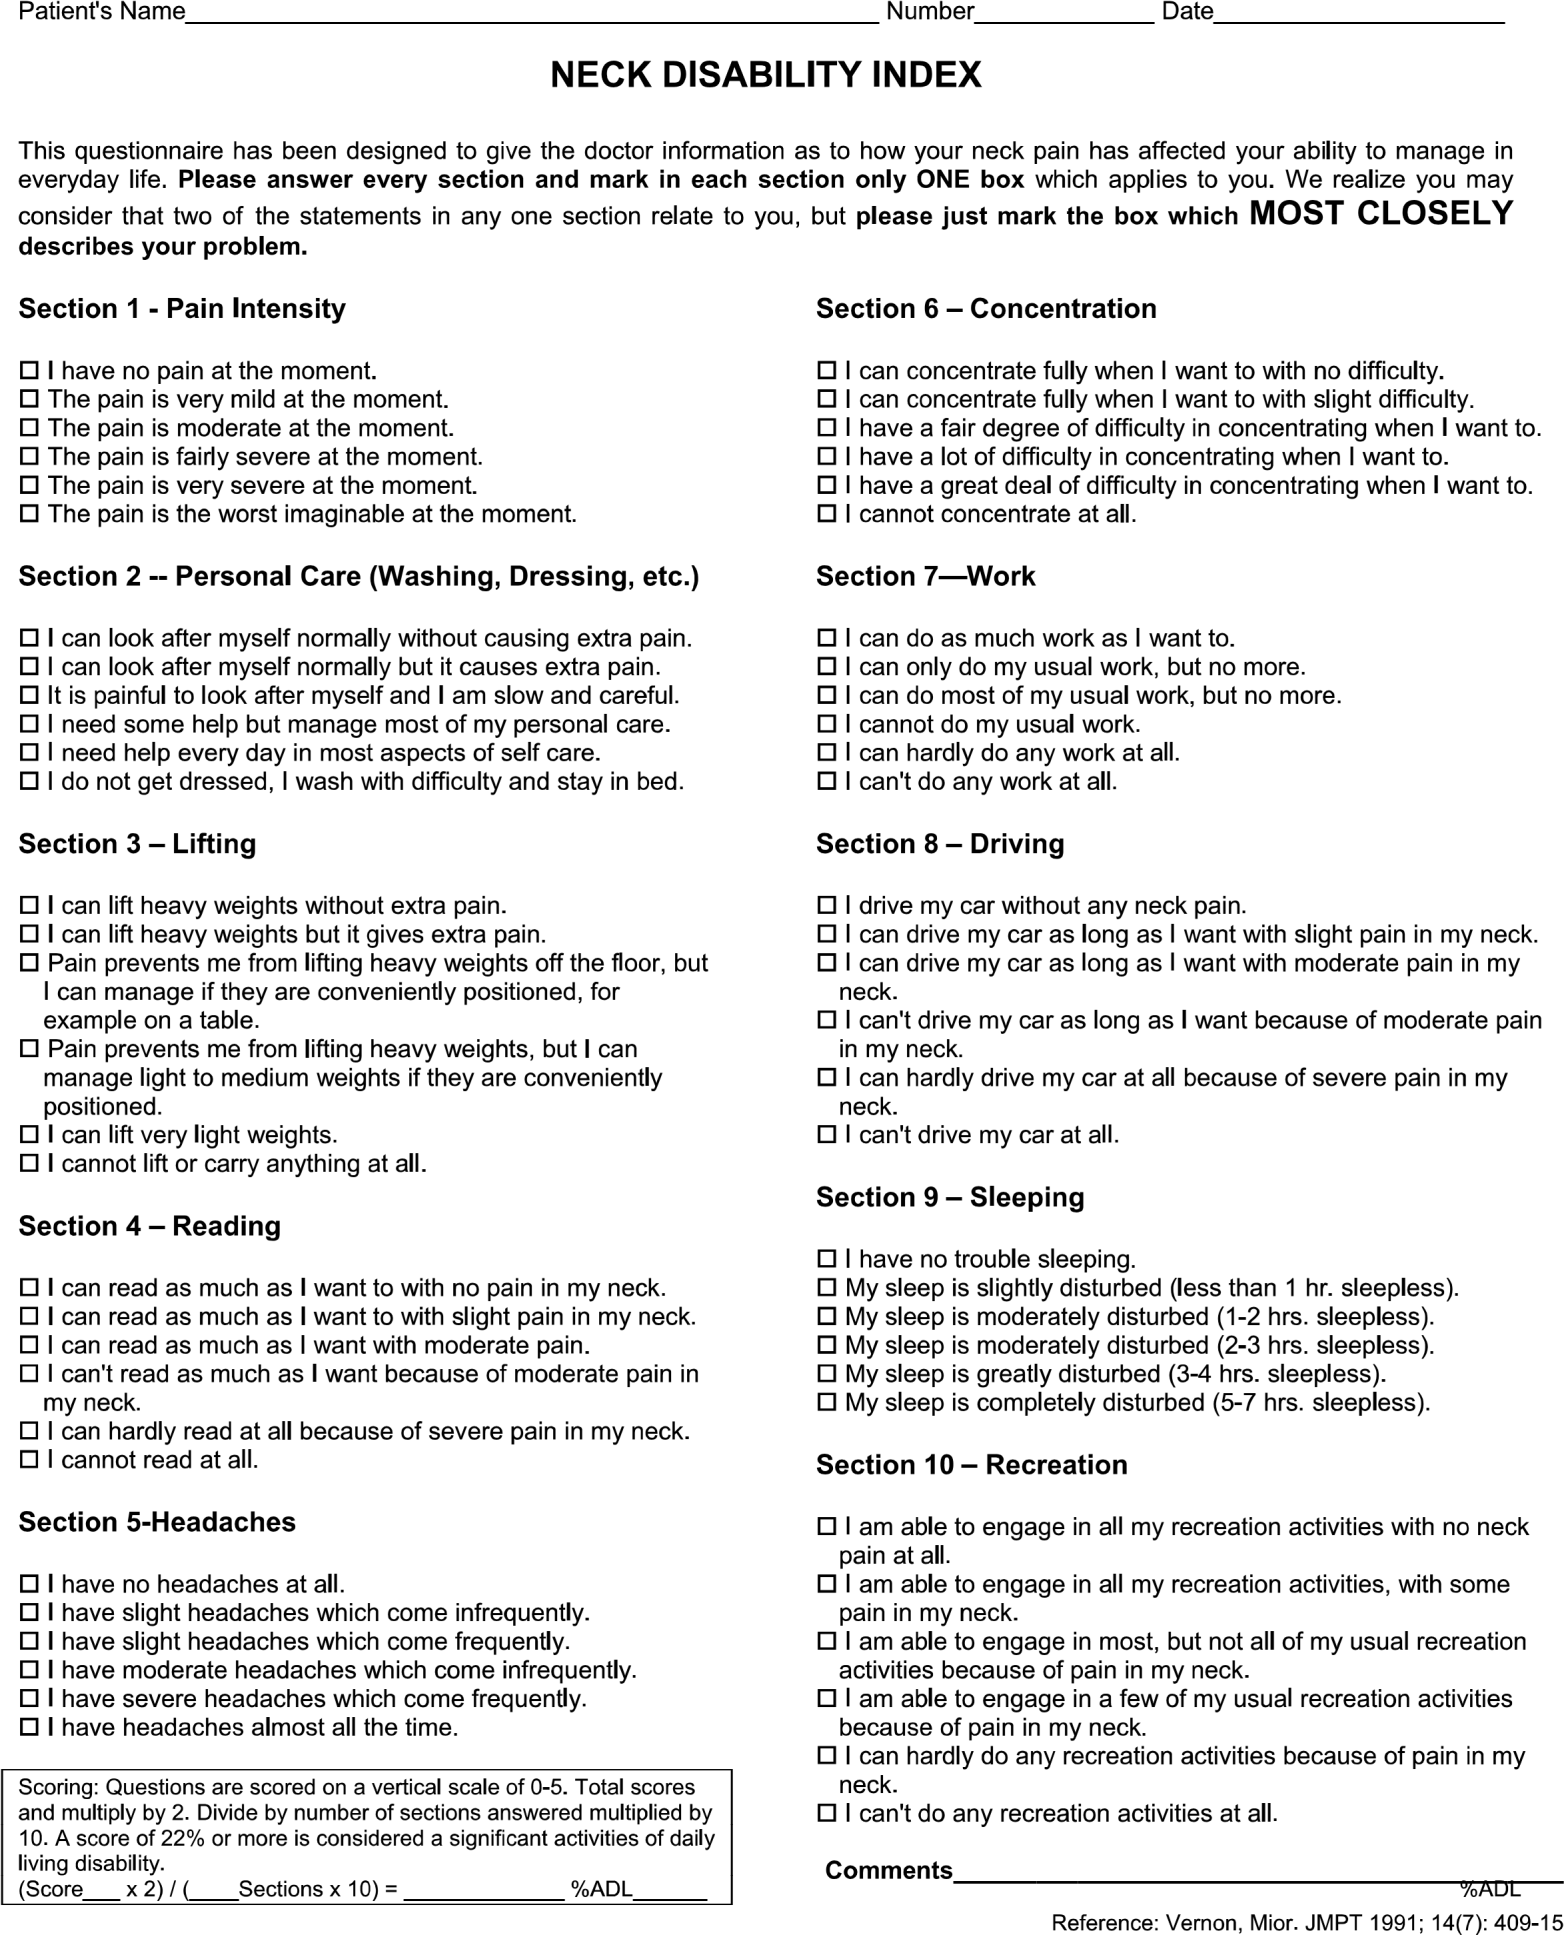 Patient's Name____ Number____ Date____
NECK DISABILITY INDEX
This questionnaire has been designed to give the doctor information as to how your neck pain has affected your ability to manage in
everyday life. Please answer every section and mark in each section only ONE box which applies to you. We realize you may
consider that two of the statements in any one section relate to you, but please just mark the box which MOST CLOSELY
describes your problem.
Section 1 - Pain Intensity
☐ I have no pain at the moment.
☐ The pain is very mild at the moment.
☐ The pain is moderate at the moment.
☐ The pain is fairly severe at the moment.
☐ The pain is very severe at the moment.
☐ The pain is the worst imaginable at the moment.
Section 2 -- Personal Care (Washing, Dressing, etc.)
☐ I can look after myself normally without causing extra pain.
☐ I can look after myself normally but it causes extra pain.
☐ It is painful to look after myself and I am slow and careful.
☐ I need some help but manage most of my personal care.
☐ I need help every day in most aspects of self care.
☐ I do not get dressed, I wash with difficulty and stay in bed.
Section 3 – Lifting
☐ I can lift heavy weights without extra pain.
☐ I can lift heavy weights but it gives extra pain.
☐ Pain prevents me from lifting heavy weights off the floor, but
I can manage if they are conveniently positioned, for
example on a table.
☐ Pain prevents me from lifting heavy weights, but I can
manage light to medium weights if they are conveniently
positioned.
☐ I can lift very light weights.
☐ I cannot lift or carry anything at all.
Section 4 – Reading
☐ I can read as much as I want to with no pain in my neck.
☐ I can read as much as I want to with slight pain in my neck.
☐ I can read as much as I want with moderate pain.
☐ I can't read as much as I want because of moderate pain in
my neck.
☐ I can hardly read at all because of severe pain in my neck.
☐ I cannot read at all.
Section 5-Headaches
☐ I have no headaches at all.
☐ I have slight headaches which come infrequently.
☐ I have slight headaches which come frequently.
☐ I have moderate headaches which come infrequently.
☐ I have severe headaches which come frequently.
☐ I have headaches almost all the time.
Scoring: Questions are scored on a vertical scale of 0-5. Total scores
and multiply by 2. Divide by number of sections answered multiplied by
10. A score of 22% or more is considered a significant activities of daily
living disability.
(Score___ x 2) / (____Sections x 10) = ____________ %ADL______
Section 6 – Concentration
☐ I can concentrate fully when I want to with no difficulty.
☐ I can concentrate fully when I want to with slight difficulty.
☐ I have a fair degree of difficulty in concentrating when I want to.
☐ I have a lot of difficulty in concentrating when I want to.
☐ I have a great deal of difficulty in concentrating when I want to.
☐ I cannot concentrate at all.
Section 7—Work
☐ I can do as much work as I want to.
☐ I can only do my usual work, but no more.
☐ I can do most of my usual work, but no more.
☐ I cannot do my usual work.
☐ I can hardly do any work at all.
☐ I can't do any work at all.
Section 8 – Driving
☐ I drive my car without any neck pain.
☐ I can drive my car as long as I want with slight pain in my neck.
☐ I can drive my car as long as I want with moderate pain in my
neck.
☐ I can't drive my car as long as I want because of moderate pain
in my neck.
☐ I can hardly drive my car at all because of severe pain in my
neck.
☐ I can't drive my car at all.
Section 9 – Sleeping
☐ I have no trouble sleeping.
☐ My sleep is slightly disturbed (less than 1 hr. sleepless).
☐ My sleep is moderately disturbed (1-2 hrs. sleepless).
☐ My sleep is moderately disturbed (2-3 hrs. sleepless).
☐ My sleep is greatly disturbed (3-4 hrs. sleepless).
☐ My sleep is completely disturbed (5-7 hrs. sleepless).
Section 10 – Recreation
☐ I am able to engage in all my recreation activities with no neck
pain at all.
☐ I am able to engage in all my recreation activities, with some
pain in my neck.
☐ I am able to engage in most, but not all of my usual recreation
activities because of pain in my neck.
☐ I am able to engage in a few of my usual recreation activities
because of pain in my neck.
☐ I can hardly do any recreation activities because of pain in my
neck.
☐ I can't do any recreation activities at all.
Comments____
%ADL
Reference: Vernon, Mior. JMPT 1991; 14(7): 409-15